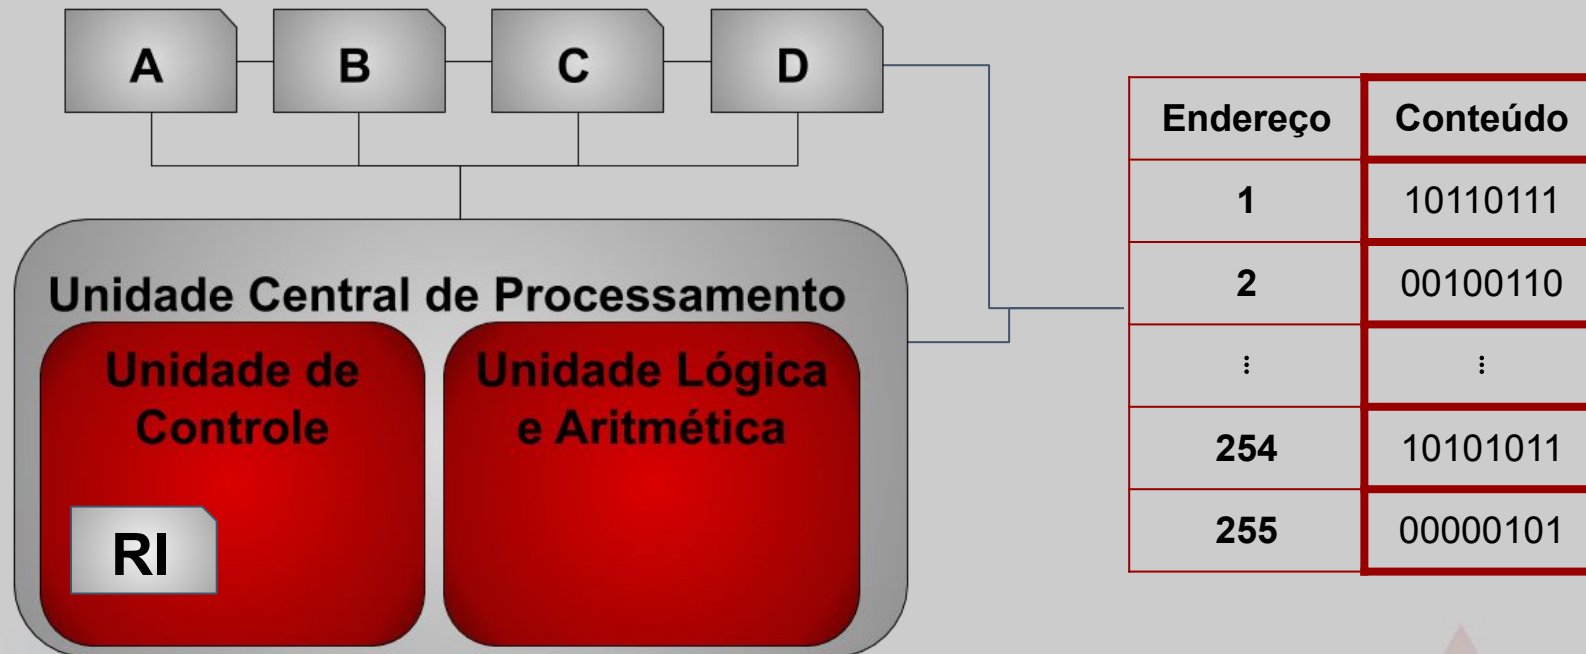 A B C D
Unidade Central de Processamento
Unidade de
Controle
RI
Unidade Lógica
e Aritmética
Endereço Conteúdo
1 10110111
2 00100110
⋮ ⋮
254 10101011
255 00000101